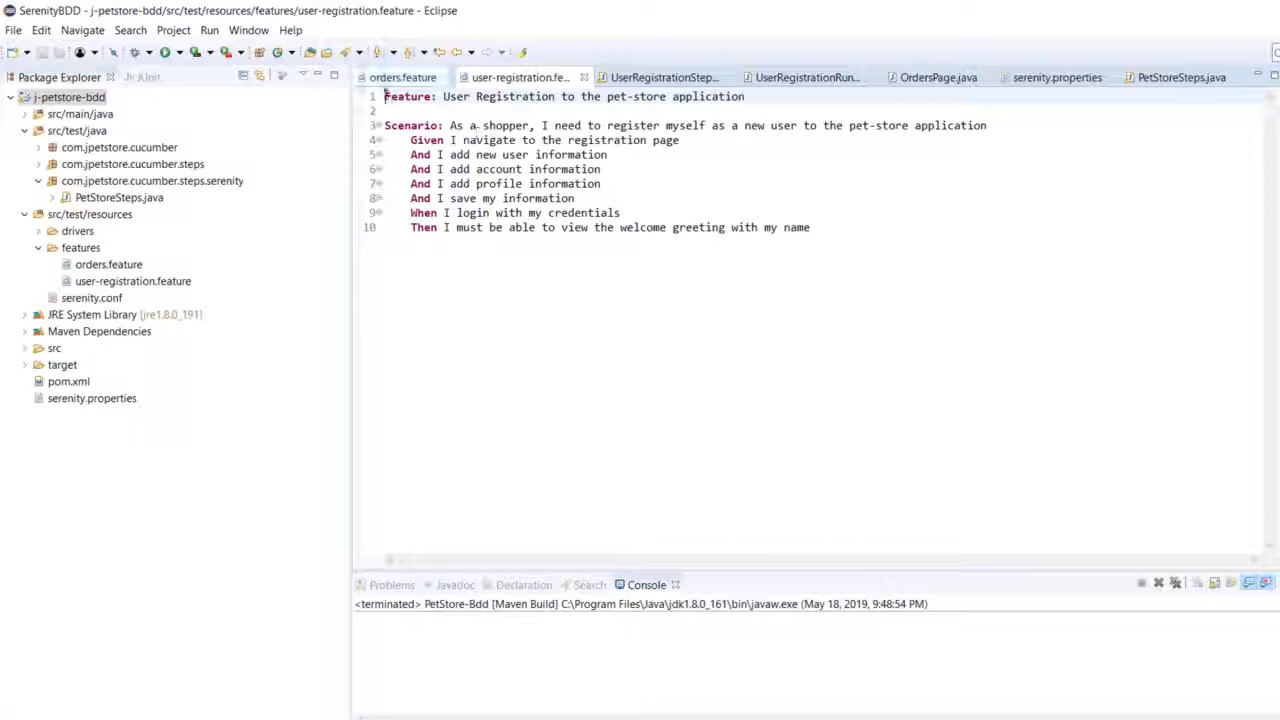 SerenityBDD - j-petstore-bdd/src/test/resources/features/user-registration.feature - Eclipse
File Edit Navigate Search Project Run Window Help
Package Explorer JUnit
j-petstore-bdd
src/main/java
src/test/java
com.jpetstore.cucumber
com.jpetstore.cucumber.steps
com.jpetstore.cucumber.steps.serenity
PetStoreSteps.java
src/test/resources
drivers
features
orders.feature
user-registration.feature
serenity.conf
JRE System Library [jre1.8.0_191]
Maven Dependencies
src
target
pom.xml
serenity.properties
orders.feature user-registration.fe... UserRegistrationStep... UserRegistrationRun... OrdersPage.java serenity.properties PetStoreSteps.java
1 Feature: User Registration to the pet-store application
2
3 Scenario: As a shopper, I need to register myself as a new user to the pet-store application
4 Given I navigate to the registration page
5 And I add new user information
6 And I add account information
7 And I add profile information
8 And I save my information
9 When I login with my credentials
10 Then I must be able to view the welcome greeting with my name
Problems Javadoc Declaration Search Console
<terminated> PetStore-Bdd [Maven Build] C:\Program Files\Java\jdk1.8.0_161\bin\javaw.exe (May 18, 2019, 9:48:54 PM)